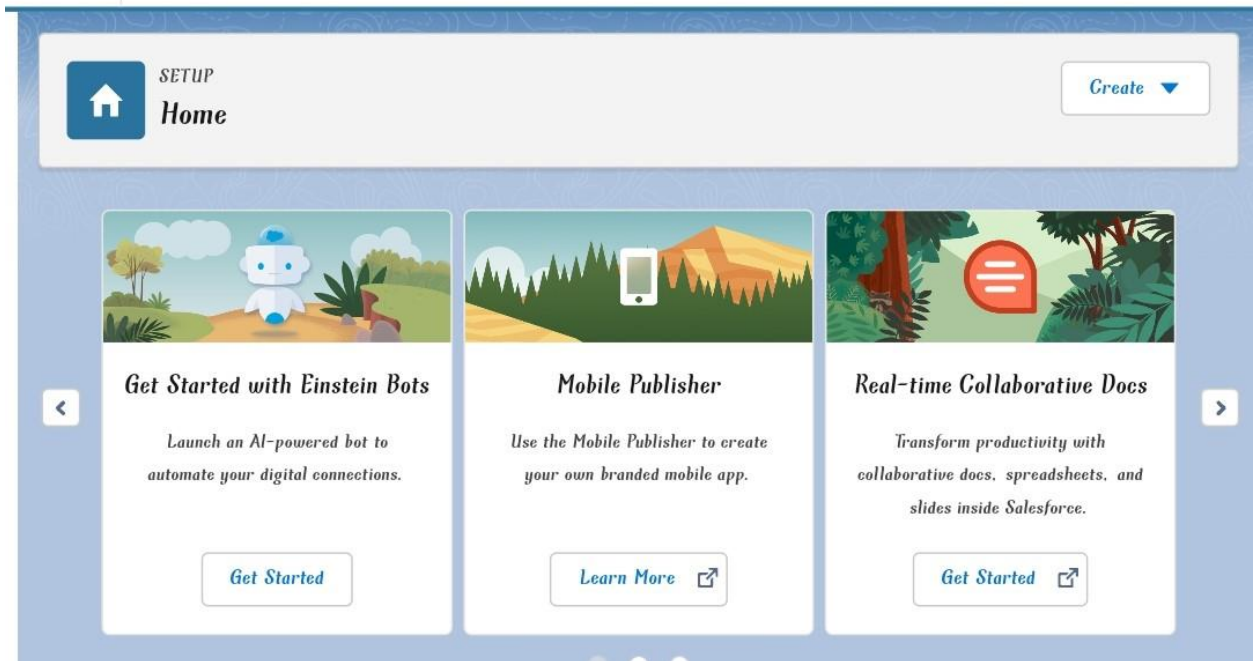 SETUP
Home
Create
Get Started with Einstein Bots
Launch an AI-powered bot to
automate your digital connections.
Get Started
Mobile Publisher
Use the Mobile Publisher to create
your own branded mobile app.
Learn More
Real-time Collaborative Docs
Transform productivity with
collaborative docs, spreadsheets, and
slides inside Salesforce.
Get Started